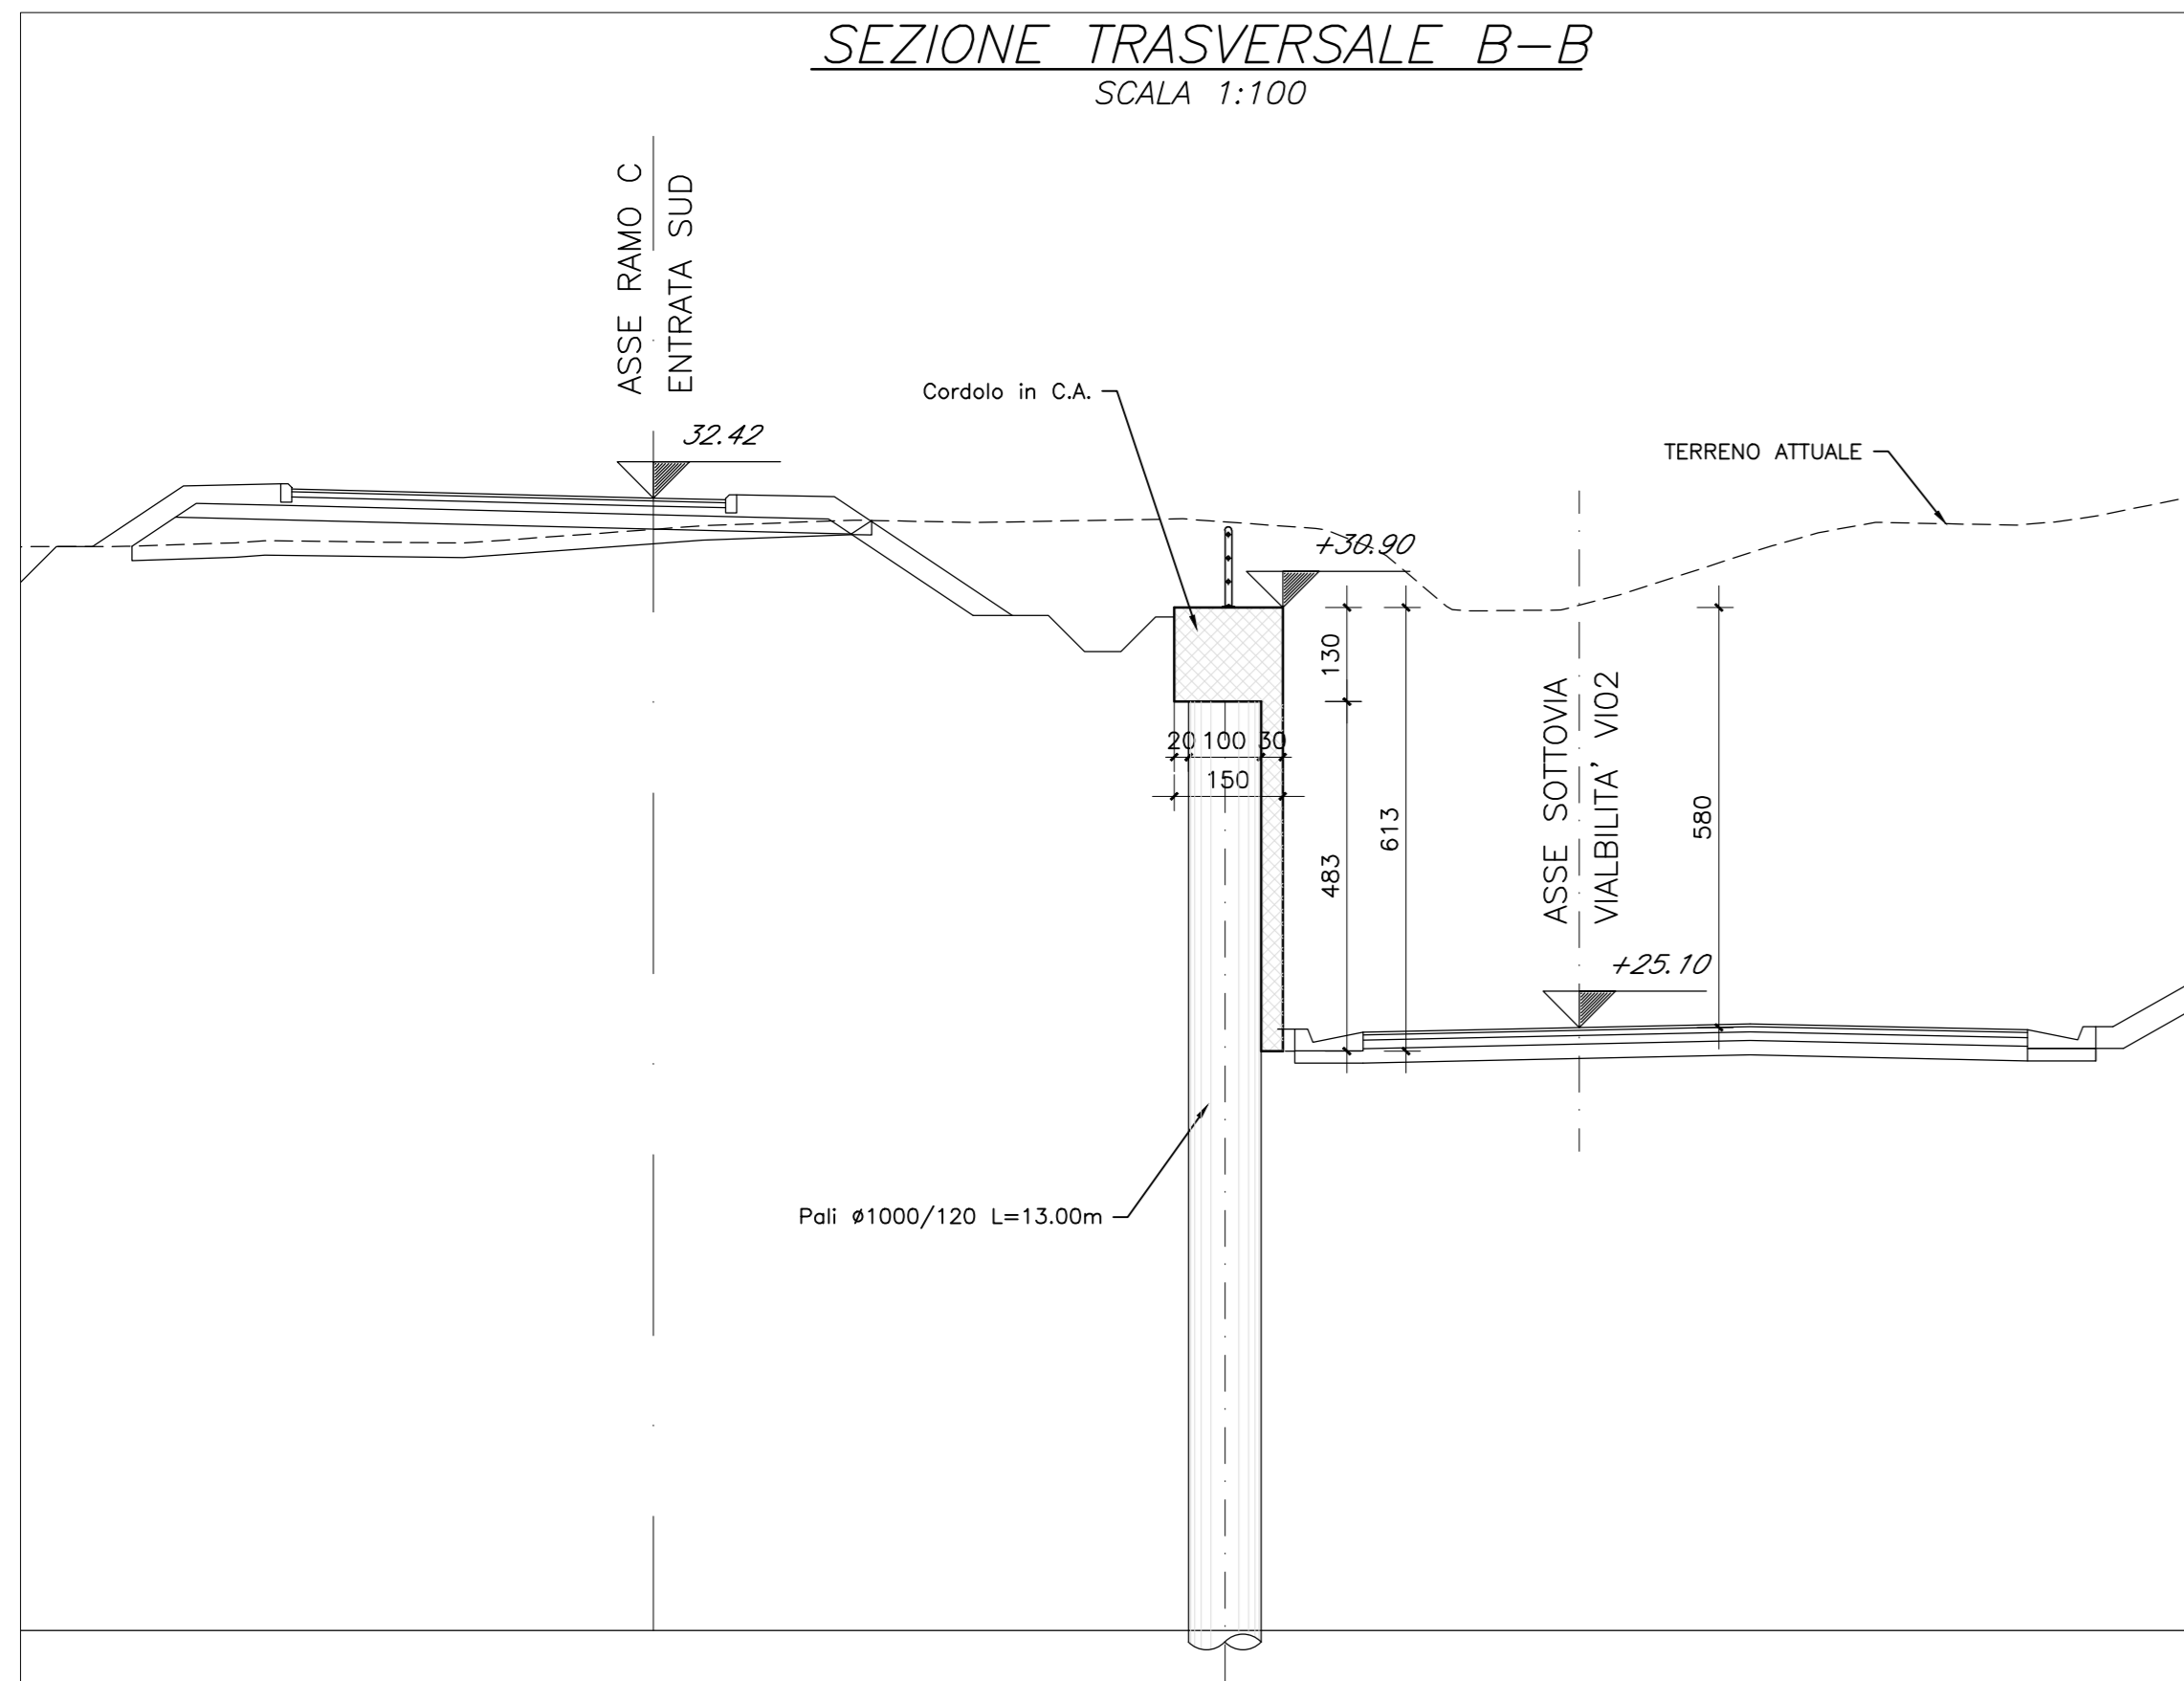 SEZIONE TRASVERSALE B-B
SCALA 1:100
ASSE RAMO C
ENTRATA SUD
32.42
Cordolo in C.A.
TERRENO ATTUALE
+30.90
130
20 100 30
150
483
613
580
ASSE SOTTOVIA
VIALBILITA' VI02
+25.10
Pali ø1000/120 L=13.00m